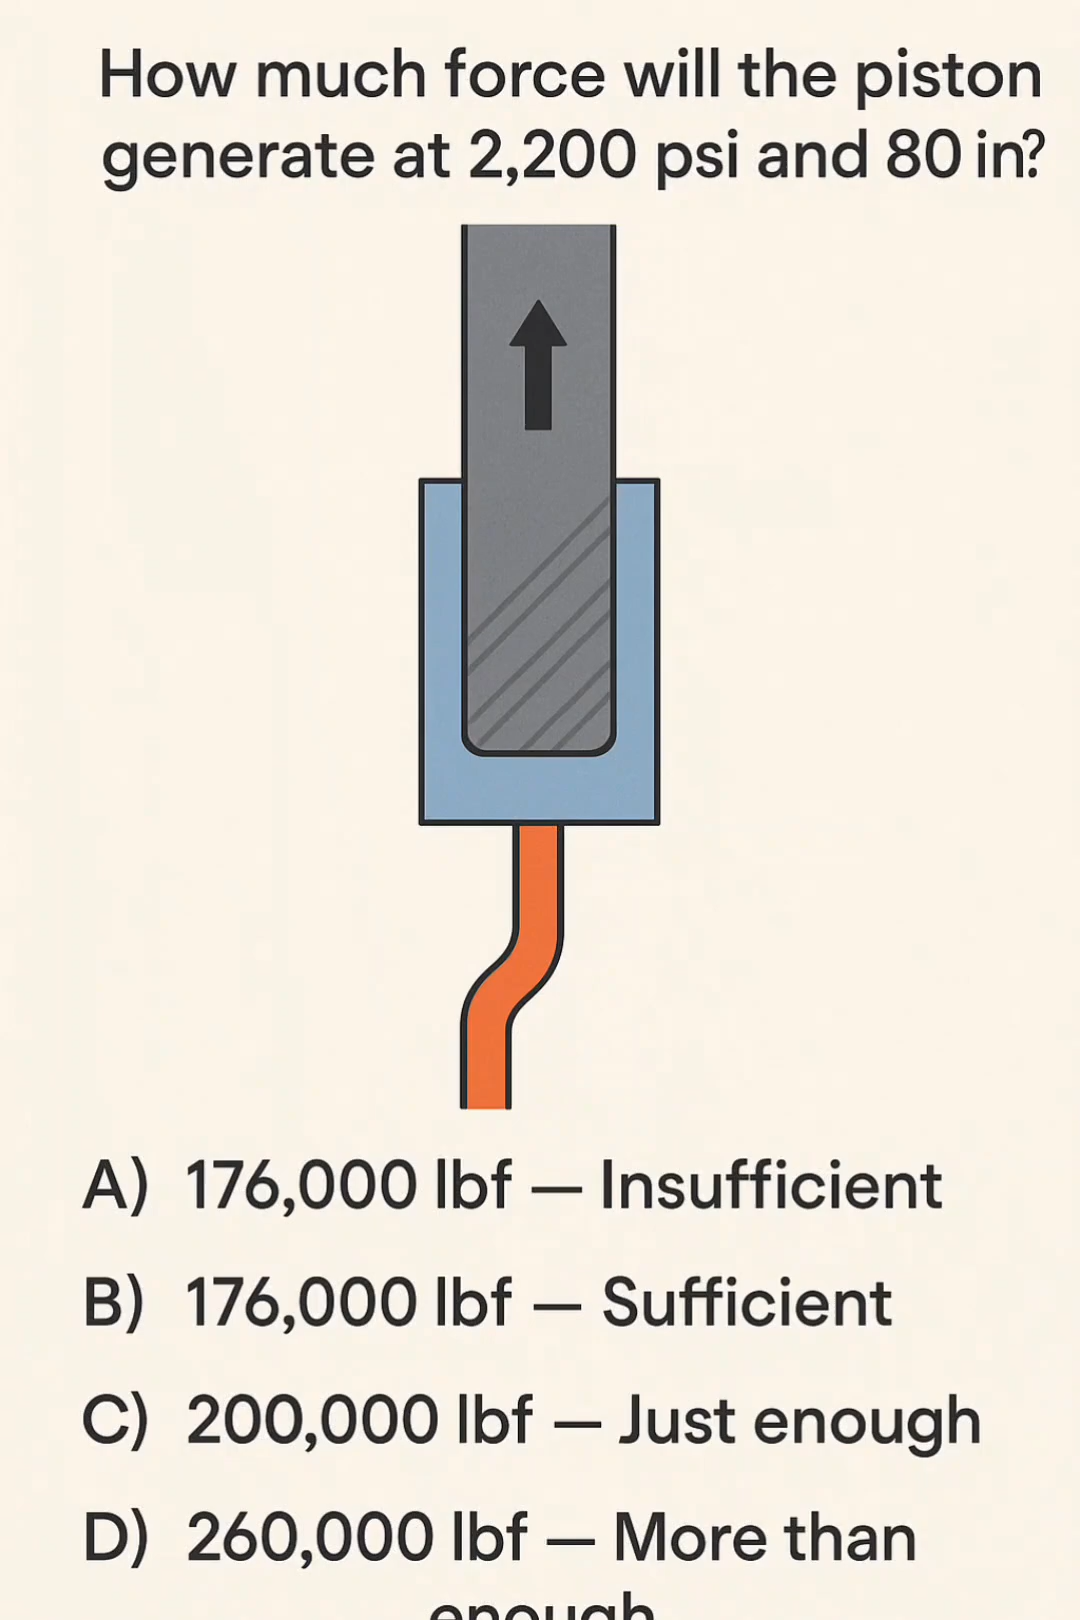 How much force will the piston
generate at 2,200 psi and 80 in?
A) 176,000 lbf — Insufficient
B) 176,000 lbf — Sufficient
C) 200,000 lbf — Just enough
D) 260,000 lbf — More than
enough